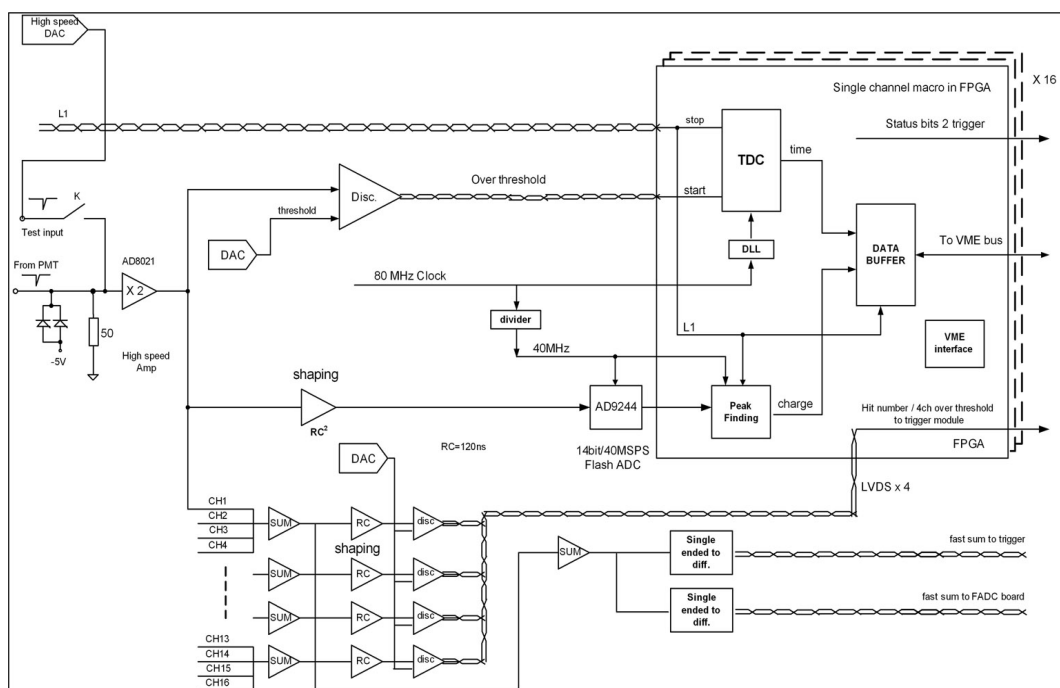 High speed
DAC
L1
K
Test input
From PMT
-5V
50
AD8021
X 2
High speed
Amp
DAC
threshold
Disc.
Over threshold
80 MHz Clock
divider
40MHz
shaping
RC²
RC=120ns
AD9244
14bit/40MSPS
Flash ADC
X 16
Single channel macro in FPGA
Status bits 2 trigger
stop
start
TDC
time
DLL
DATA
BUFFER
To VME bus
L1
VME
interface
Peak
Finding
charge
Hit number / 4ch over threshold
to trigger module
FPGA
LVDS x 4
DAC
CH1
CH2
CH3
CH4
SUM
RC
disc
shaping
SUM
RC
disc
SUM
RC
disc
CH13
CH14
CH15
CH16
SUM
RC
disc
SUM
Single
ended to
diff.
fast sum to trigger
Single
ended to
diff.
fast sum to FADC board